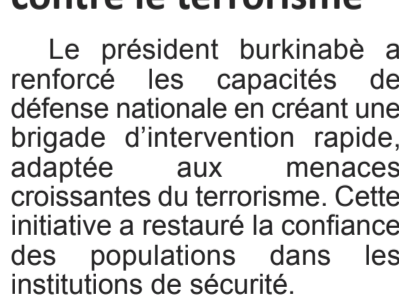 contre le terrorisme
Le président burkinabè a
renforcé les capacités de
défense nationale en créant une
brigade d'intervention rapide,
adaptée aux menaces
croissantes du terrorisme. Cette
initiative a restauré la confiance
des populations dans les
institutions de sécurité.